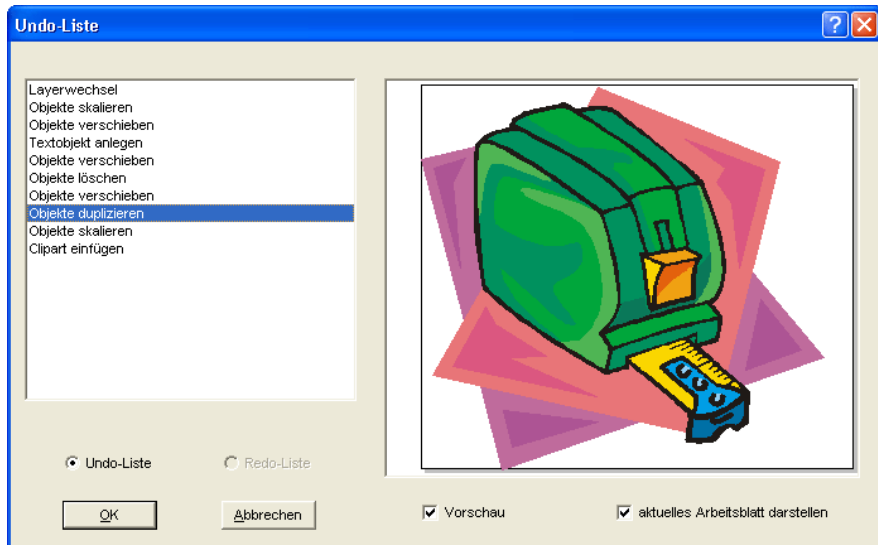 Undo-Liste
Layerwechsel
Objekte skalieren
Objekte verschieben
Textobjekt anlegen
Objekte verschieben
Objekte löschen
Objekte verschieben
Objekte duplizieren
Objekte skalieren
Clipart einfügen
Undo-Liste
Redo-Liste
OK
Abbrechen
Vorschau
aktuelles Arbeitsblatt darstellen